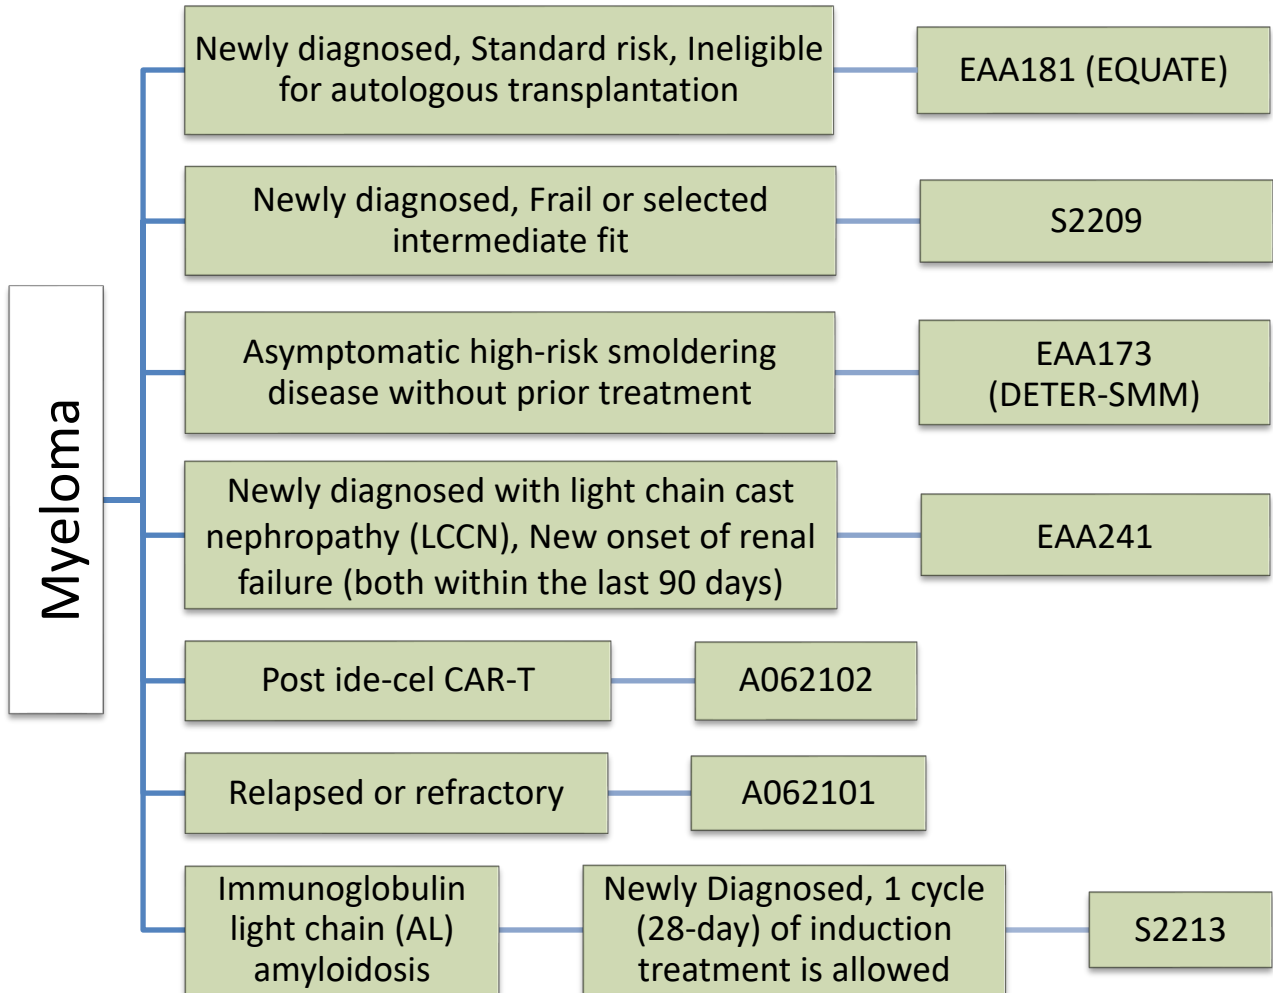 Newly diagnosed, Standard risk, Ineligible
for autologous transplantation
EAA181 (EQUATE)
Newly diagnosed, Frail or selected
intermediate fit
S2209
Asymptomatic high-risk smoldering
disease without prior treatment
EAA173
(DETER-SMM)
Myeloma
Newly diagnosed with light chain cast
nephropathy (LCCN), New onset of renal
failure (both within the last 90 days)
EAA241
Post ide-cel CAR-T
A062102
Relapsed or refractory
A062101
Immunoglobulin
light chain (AL)
amyloidosis
Newly Diagnosed, 1 cycle
(28-day) of induction
treatment is allowed
S2213